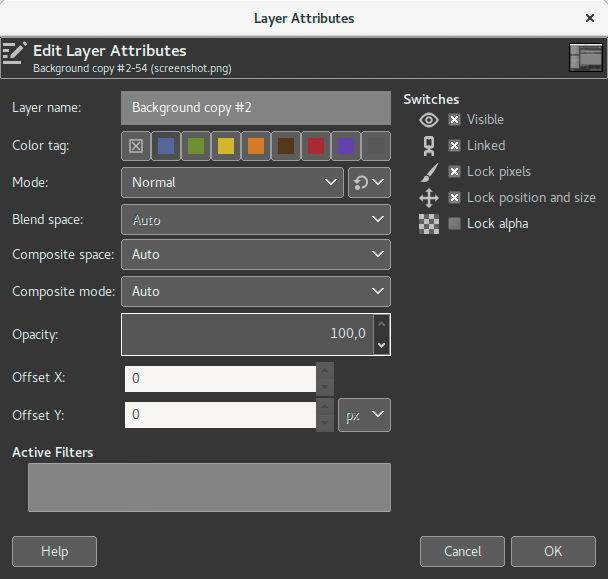 Layer Attributes
Edit Layer Attributes
Background copy #2-54 (screenshot.png)
Layer name: Background copy #2
Color tag:
Mode: Normal
Blend space: Auto
Composite space: Auto
Composite mode: Auto
Opacity: 100,0
Offset X: 0
Offset Y: 0 px
Active Filters
Switches
Visible
Linked
Lock pixels
Lock position and size
Lock alpha
Help Cancel OK